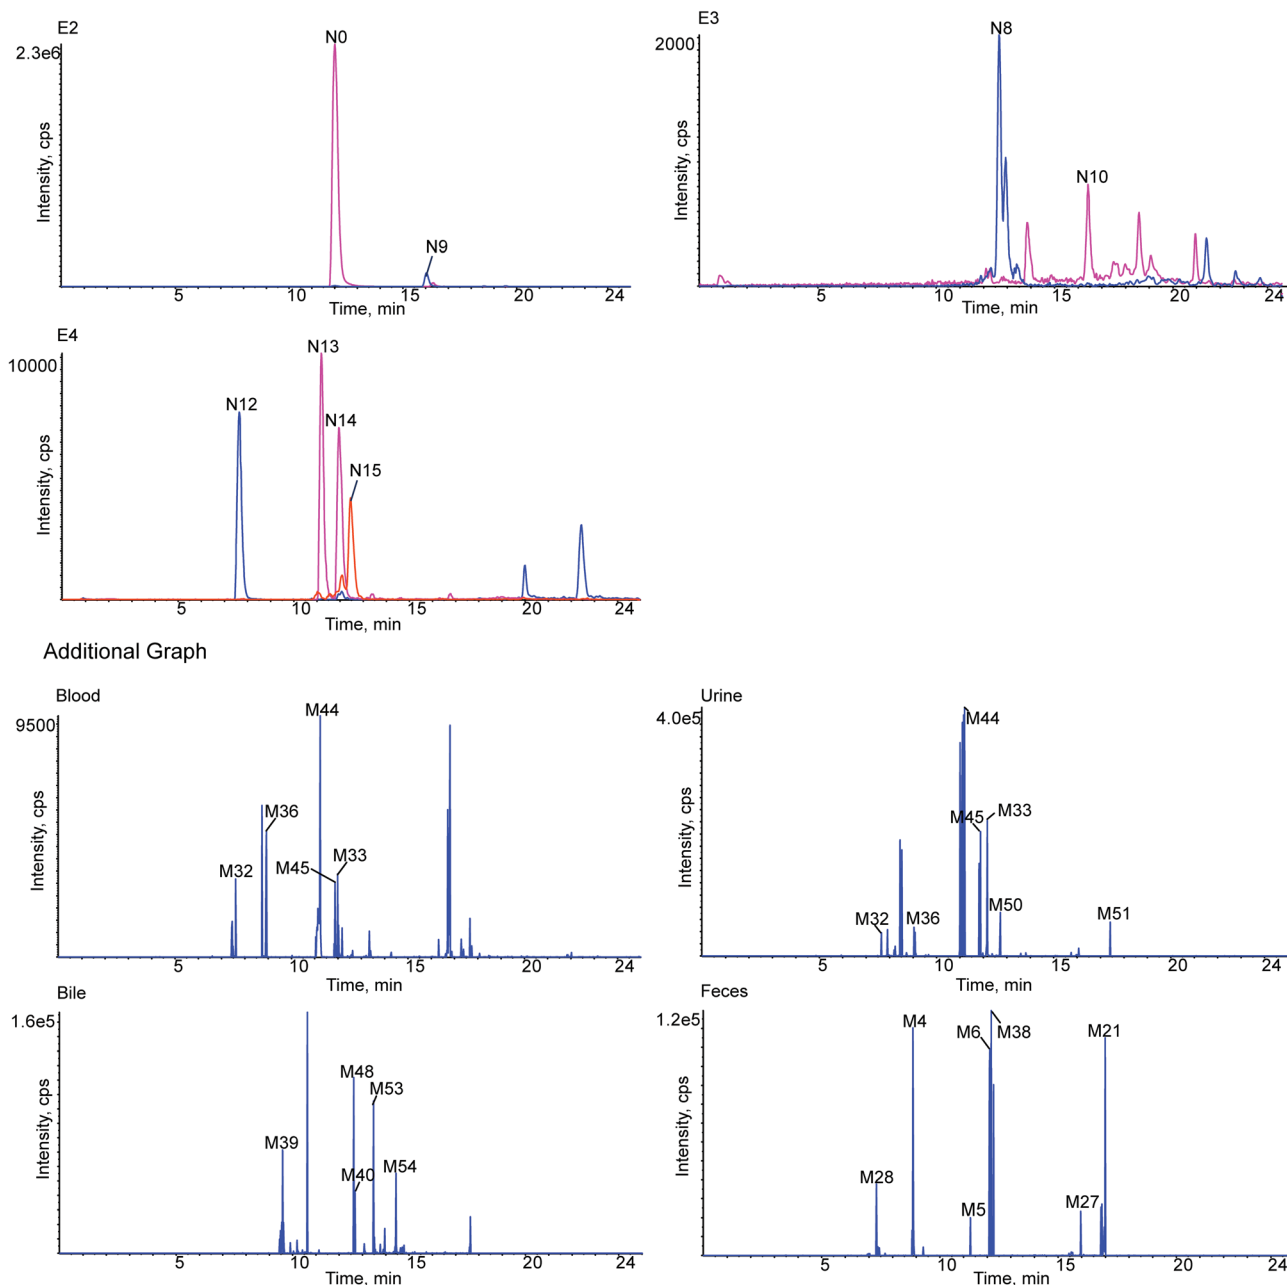 E2
2.3e6
N0
N9
Intensity, cps
5 10 15 20 24
Time, min
E3
2000
N8
N10
Intensity, cps
5 10 15 20 24
Time, min
E4
10000
N13
N12
N14
N15
Intensity, cps
5 10 15 20 24
Time, min
Additional Graph
Blood
9500
M44
M36
M33
M45
M32
Intensity, cps
5 10 15 20 24
Time, min
Urine
4.0e5
M44
M45
M33
M50
M32
M36
M51
Intensity, cps
5 10 15 20 24
Time, min
Bile
1.6e5
M48
M53
M39
M40
M54
Intensity, cps
5 10 15 20 24
Time, min
Feces
1.2e5
M4
M6
M38
M21
M28
M5
M27
Intensity, cps
5 10 15 20 24
Time, min